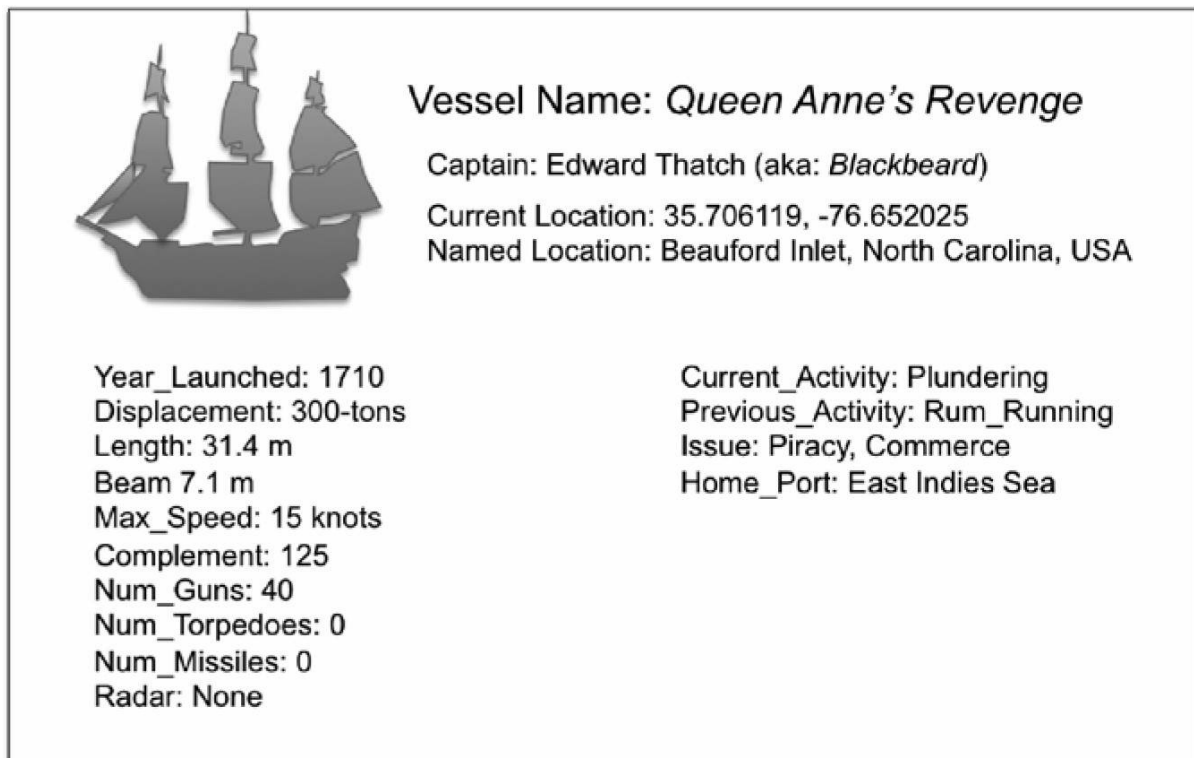 Vessel Name: Queen Anne's Revenge
Captain: Edward Thatch (aka: Blackbeard)
Current Location: 35.706119, -76.652025
Named Location: Beauford Inlet, North Carolina, USA
Year_Launched: 1710
Displacement: 300-tons
Length: 31.4 m
Beam 7.1 m
Max_Speed: 15 knots
Complement: 125
Num_Guns: 40
Num_Torpedoes: 0
Num_Missiles: 0
Radar: None
Current_Activity: Plundering
Previous_Activity: Rum_Running
Issue: Piracy, Commerce
Home_Port: East Indies Sea